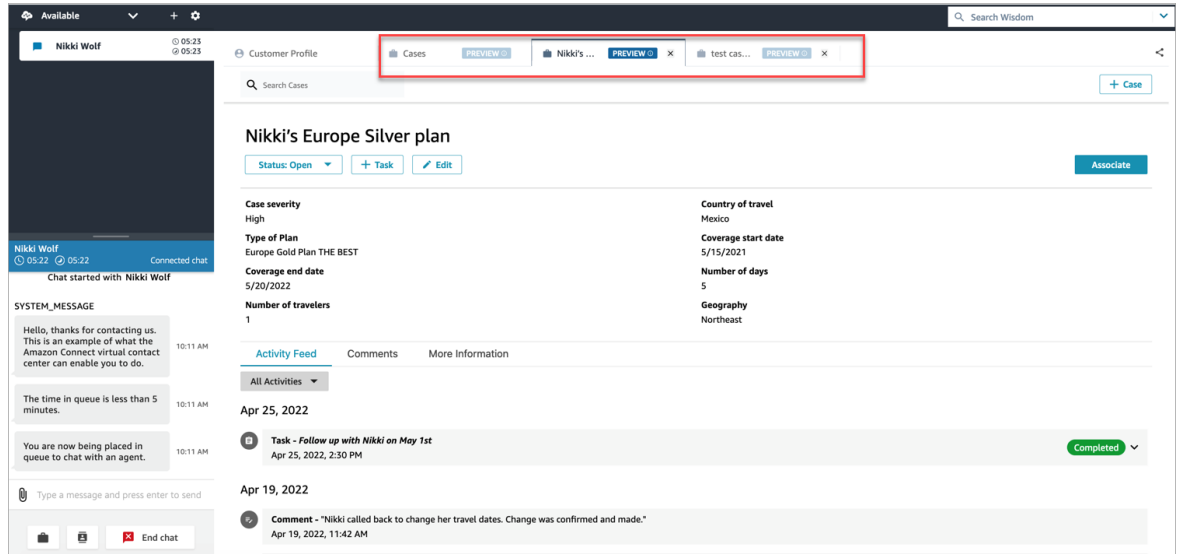 Available
Search Wisdom
Nikki Wolf
05:23
05:23
Customer Profile
Cases PREVIEW
Nikki's ... PREVIEW
test cas... PREVIEW
Search Cases
+ Case
Nikki's Europe Silver plan
Status: Open
+ Task
Edit
Associate
Case severity
High
Country of travel
Mexico
Type of Plan
Europe Gold Plan THE BEST
Coverage start date
5/15/2021
Coverage end date
5/20/2022
Number of days
5
Number of travelers
1
Geography
Northeast
Nikki Wolf
05:22 05:22 Connected chat
Chat started with Nikki Wolf
SYSTEM_MESSAGE
Hello, thanks for contacting us.
This is an example of what the
Amazon Connect virtual contact
center can enable you to do.
10:11 AM
The time in queue is less than 5
minutes.
10:11 AM
You are now being placed in
queue to chat with an agent.
10:11 AM
Type a message and press enter to send
End chat
Activity Feed Comments More Information
All Activities
Apr 25, 2022
Task - Follow up with Nikki on May 1st
Apr 25, 2022, 2:30 PM
Completed
Apr 19, 2022
Comment - "Nikki called back to change her travel dates. Change was confirmed and made."
Apr 19, 2022, 11:42 AM